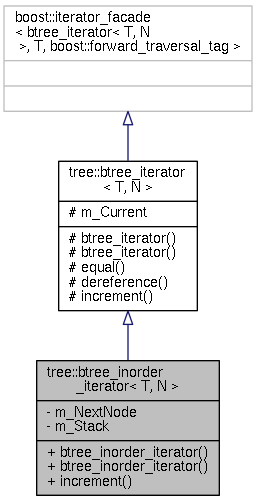 boost::iterator_facade
< btree_iterator< T, N
>, T, boost::forward_traversal_tag >
tree::btree_iterator
< T, N >
# m_Current
# btree_iterator()
# btree_iterator()
# equal()
# dereference()
# increment()
tree::btree_inorder
_iterator< T, N >
- m_NextNode
- m_Stack
+ btree_inorder_iterator()
+ btree_inorder_iterator()
+ increment()